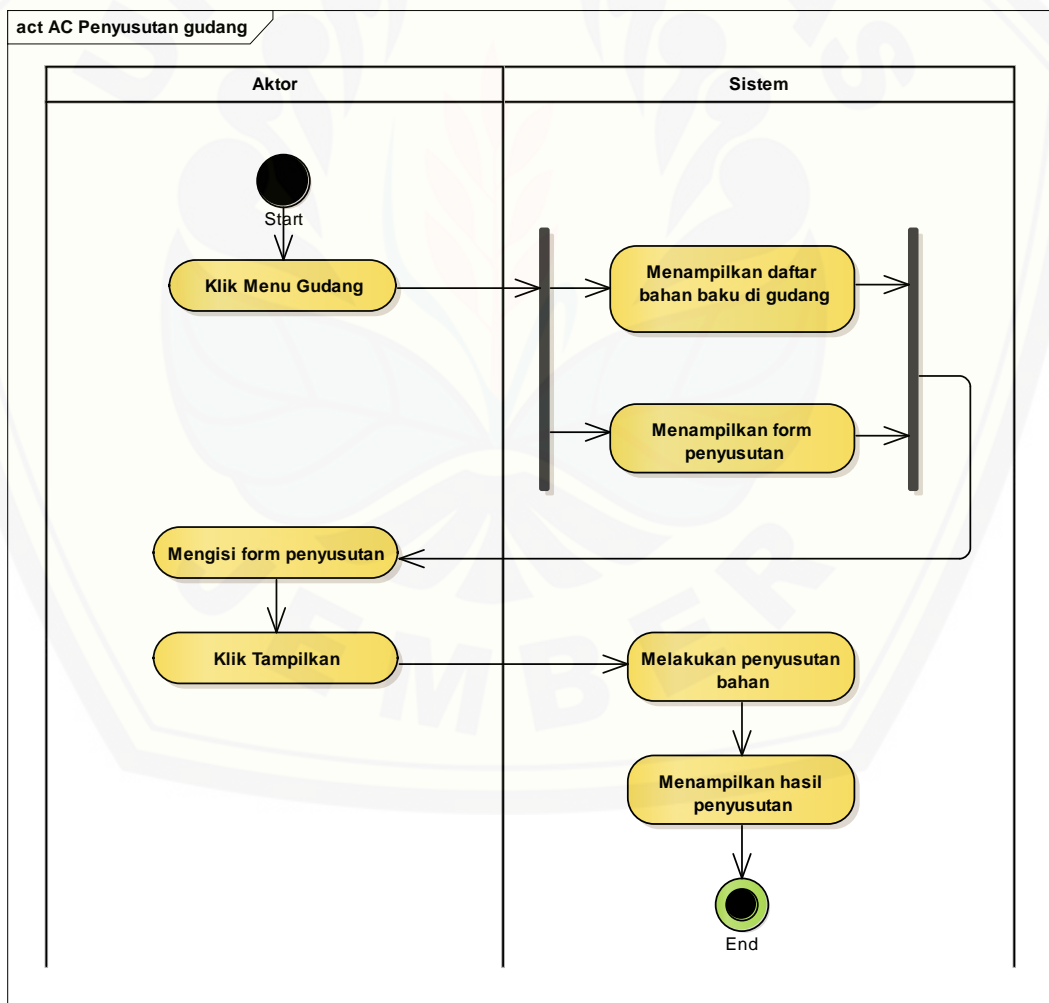 act AC Penyusutan gudang
Aktor
Sistem
Start
Klik Menu Gudang
Menampilkan daftar
bahan baku di gudang
Menampilkan form
penyusutan
Mengisi form penyusutan
Klik Tampilkan
Melakukan penyusutan
bahan
Menampilkan hasil
penyusutan
End